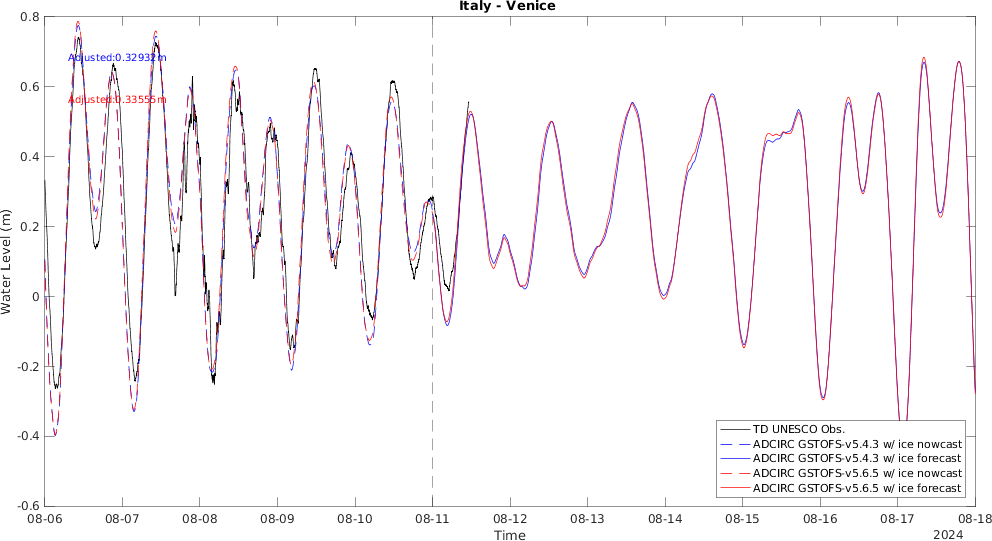 Italy - Venice
0.8
0.6
0.4
0.2
0
-0.2
-0.4
-0.6
Water Level (m)
Adjusted:0.32932m
Adjusted:0.33555m
TD UNESCO Obs.
ADCIRC GSTOFS-v5.4.3 w/ ice nowcast
ADCIRC GSTOFS-v5.4.3 w/ ice forecast
ADCIRC GSTOFS-v5.6.5 w/ ice nowcast
ADCIRC GSTOFS-v5.6.5 w/ ice forecast
08-06 08-07 08-08 08-09 08-10 08-11 08-12 08-13 08-14 08-15 08-16 08-17 08-18
Time
2024